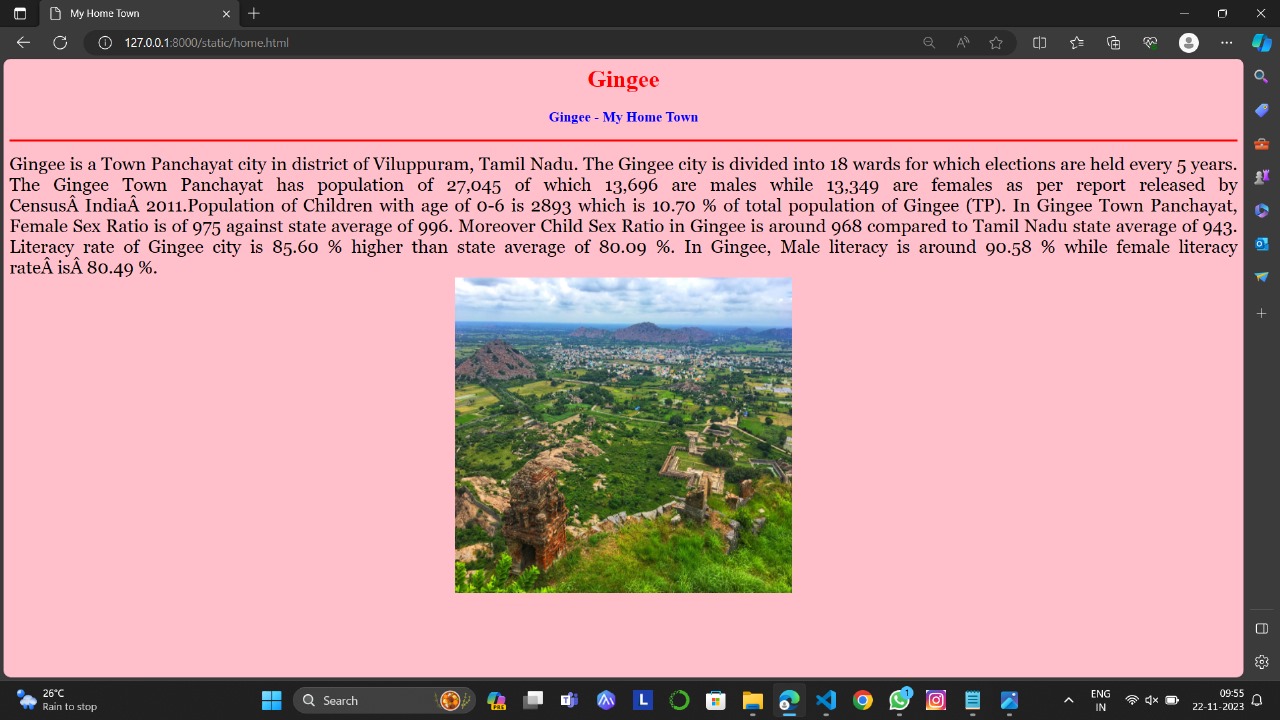 My Home Town
127.0.0.1:8000/static/home.html
Gingee
Gingee - My Home Town
Gingee is a Town Panchayat city in district of Viluppuram, Tamil Nadu. The Gingee city is divided into 18 wards for which elections are held every 5 years.
The Gingee Town Panchayat has population of 27,045 of which 13,696 are males while 13,349 are females as per report released by
CensusÂ IndiaÂ 2011.Population of Children with age of 0-6 is 2893 which is 10.70 % of total population of Gingee (TP). In Gingee Town Panchayat,
Female Sex Ratio is of 975 against state average of 996. Moreover Child Sex Ratio in Gingee is around 968 compared to Tamil Nadu state average of 943.
Literacy rate of Gingee city is 85.60 % higher than state average of 80.09 %. In Gingee, Male literacy is around 90.58 % while female literacy
rateÂ isÂ 80.49 %.
26°C
Rain to stop
Search
PRE
L
1
ENG
IN
09:55
22-11-2023